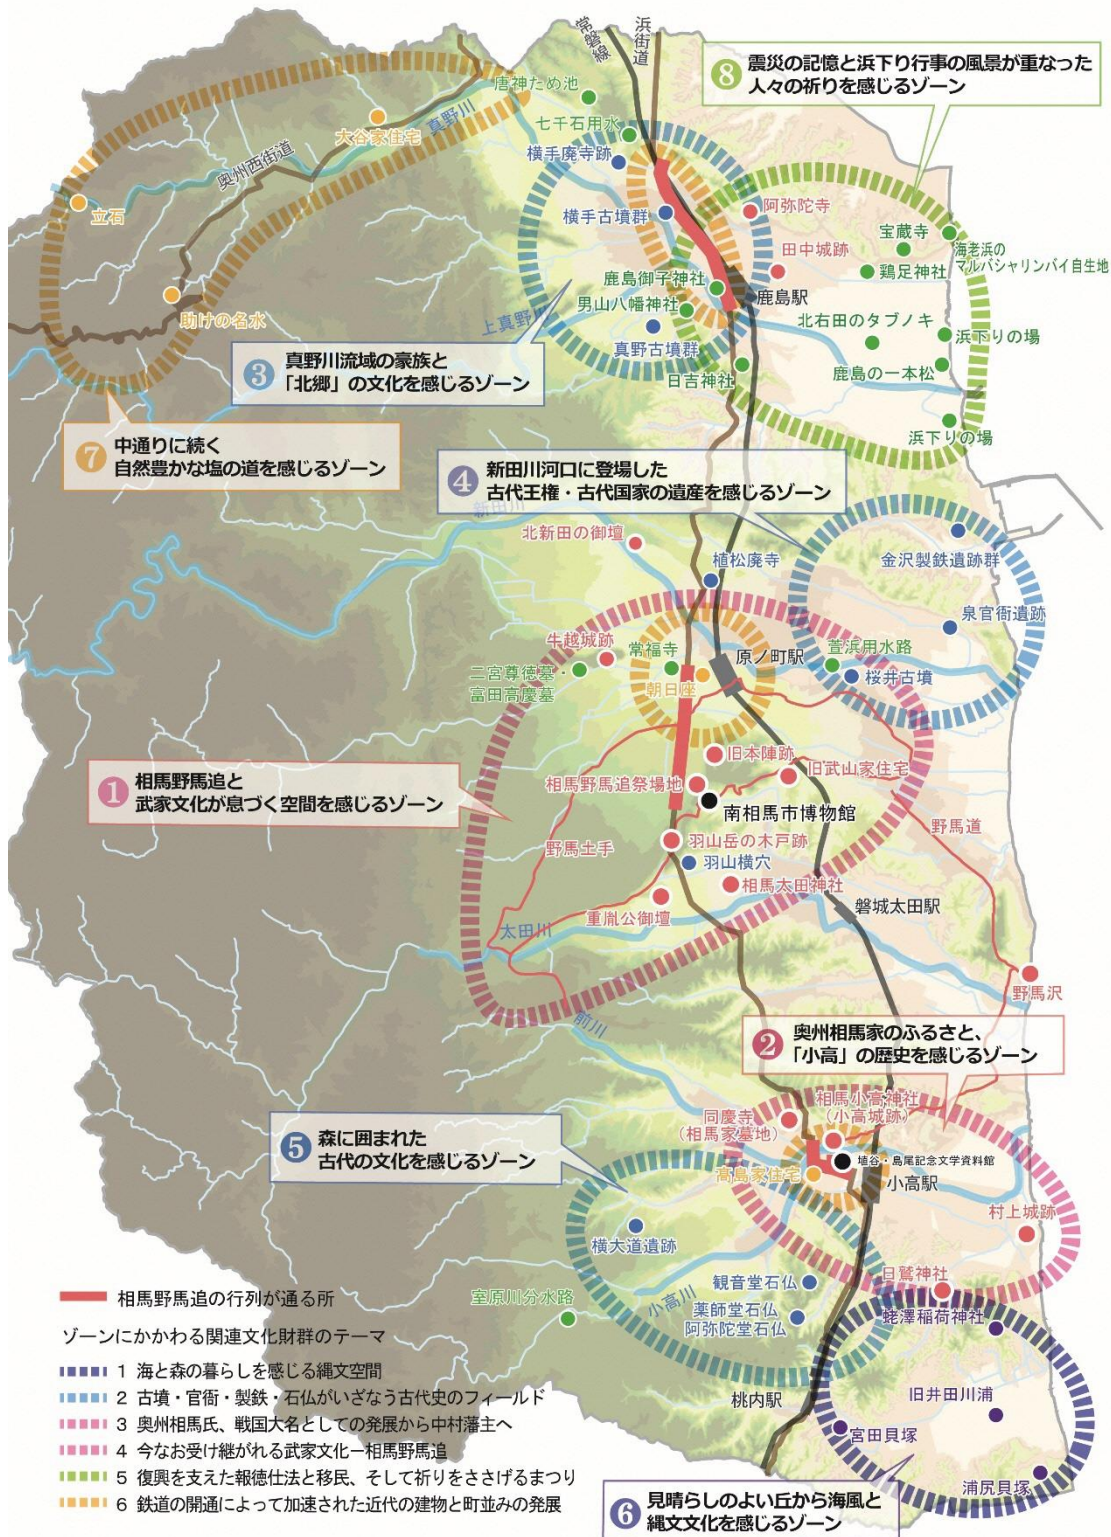 常磐線
浜街道
8 震災の記憶と浜下り行事の風景が重なった
人々の祈りを感じるゾーン
唐神ため池
大谷家住宅
真野川
七千石用水
横手廃寺跡
奥州西街道
立石
横手古墳群
阿弥陀寺
宝蔵寺
海老浜の
マルバシャリンバイ自生地
田中城跡
鶏足神社
鹿島御子神社
鹿島駅
助けの名水
男山八幡神社
上真野川
北右田のタブノキ
浜下りの場
真野古墳群
3 真野川流域の豪族と
「北郷」の文化を感じるゾーン
日吉神社
鹿島の一本松
浜下りの場
7 中通りに続く
自然豊かな塩の道を感じるゾーン
4 新田川河口に登場した
古代王権・古代国家の遺産を感じるゾーン
新田川
北新田の御壇
植松廃寺
金沢製鉄遺跡群
泉官衙遺跡
牛越城跡
常福寺
原ノ町駅
萱浜用水路
二宮尊徳墓・
富田高慶墓
朝日座
桜井古墳
旧本陣跡
1 相馬野馬追と
武家文化が息づく空間を感じるゾーン
相馬野馬追祭場地
旧武山家住宅
南相馬市博物館
野馬道
野馬土手
羽山岳の木戸跡
羽山横穴
相馬太田神社
重胤公御壇
磐城太田駅
太田川
野馬沢
前川
2 奥州相馬家のふるさと、
「小高」の歴史を感じるゾーン
同慶寺
（相馬家墓地）
相馬小高神社
（小高城跡）
5 森に囲まれた
古代の文化を感じるゾーン
埴谷・島尾記念文学資料館
高島家住宅
小高駅
村上城跡
横大道遺跡
観音堂石仏
日鷲神社
小高川
室原川分水路
薬師堂石仏
阿弥陀堂石仏
蛯澤稲荷神社
桃内駅
旧井田川浦
宮田貝塚
浦尻貝塚
6 見晴らしのよい丘から海風と
縄文文化を感じるゾーン
相馬野馬追の行列が通る所
ゾーンにかかわる関連文化財群のテーマ
1 海と森の暮らしを感じる縄文空間
2 古墳・官衙・製鉄・石仏がいざなう古代史のフィールド
3 奥州相馬氏、戦国大名としての発展から中村藩主へ
4 今なお受け継がれる武家文化－相馬野馬追
5 復興を支えた報徳仕法と移民、そして祈りをささげるまつり
6 鉄道の開通によって加速された近代の建物と町並みの発展